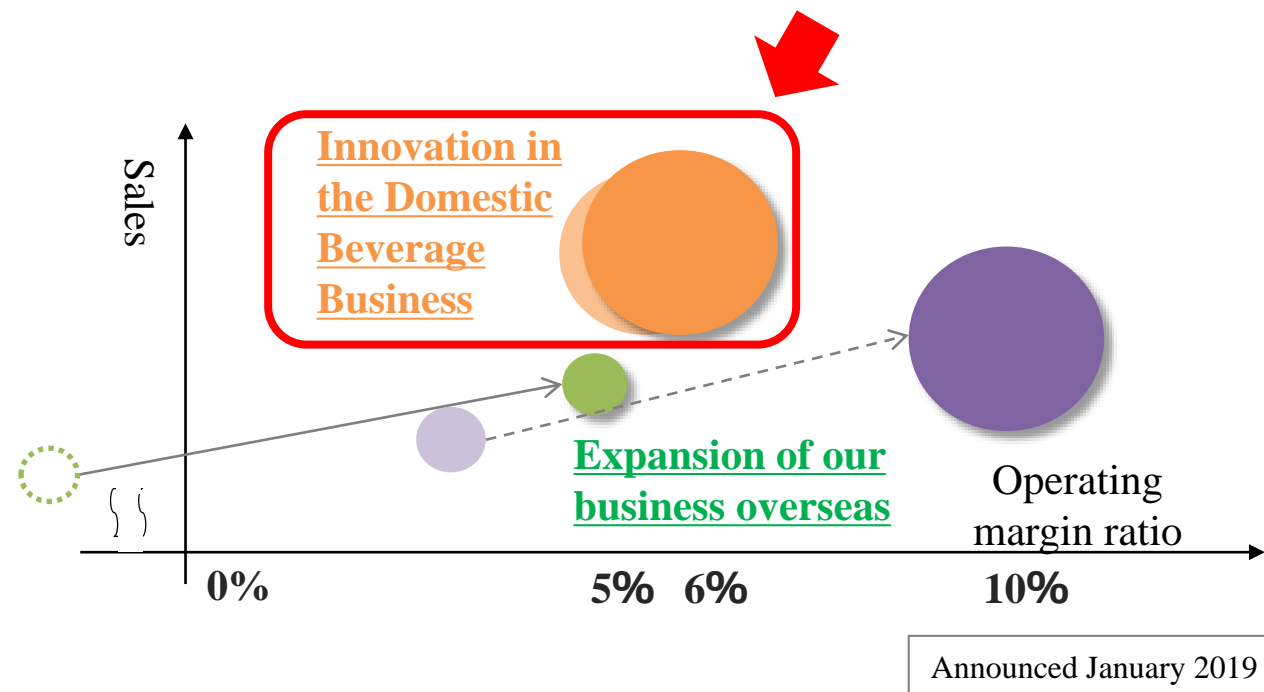 Sales
Innovation in
the Domestic
Beverage
Business
Expansion of our
business overseas
Operating
margin ratio
0% 5% 6% 10%
Announced January 2019